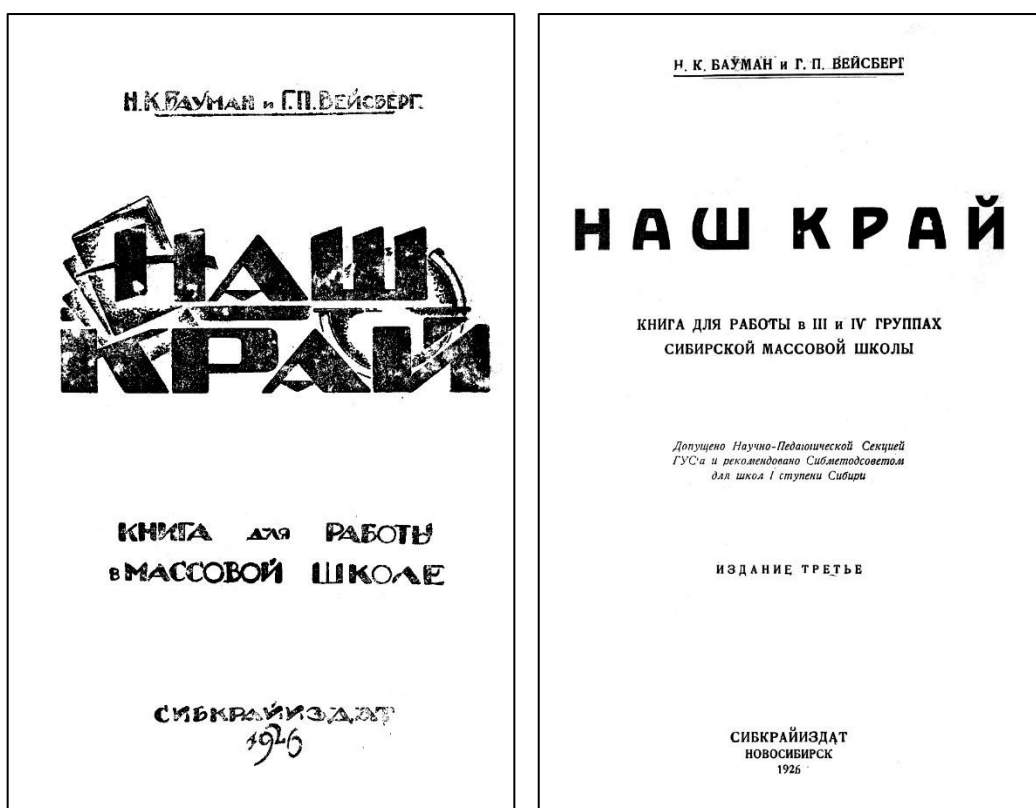 Н. К. БАУМАН и Г. П. ВЕЙСБЕРГ.
НАШ
КРАЙ
КНИГА для РАБОТЫ
в МАССОВОЙ ШКОЛЕ
СИБКРАЙИЗДАТ
1926
Н. К. БАУМАН и Г. П. ВЕЙСБЕРГ
НАШ КРАЙ
КНИГА ДЛЯ РАБОТЫ в III и IV ГРУППАХ
СИБИРСКОЙ МАССОВОЙ ШКОЛЫ
Допущено Научно-Педагогической Секцией
ГУС'а и рекомендовано Сибметодсоветом
для школ I ступени Сибири
ИЗДАНИЕ ТРЕТЬЕ
СИБКРАЙИЗДАТ
НОВОСИБИРСК
1926